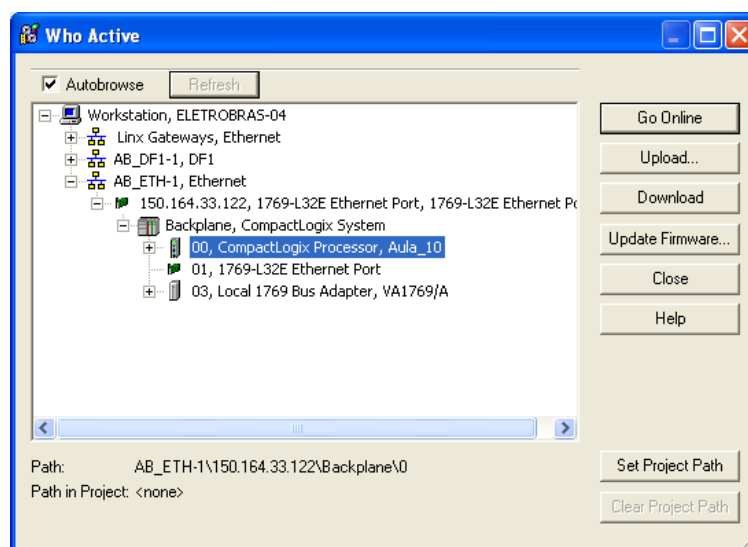 Who Active
Autobrowse
Refresh
Workstation, ELETROBRAS-04
Linx Gateways, Ethernet
AB_DF1-1, DF1
AB_ETH-1, Ethernet
150.164.33.122, 1769-L32E Ethernet Port, 1769-L32E Ethernet
Backplane, CompactLogix System
00, CompactLogix Processor, Aula_10
01, 1769-L32E Ethernet Port
03, Local 1769 Bus Adapter, VA1769/A
Go Online
Upload...
Download
Update Firmware...
Close
Help
Path: AB_ETH-1\150.164.33.122\Backplane\0
Path in Project: <none>
Set Project Path
Clear Project Path